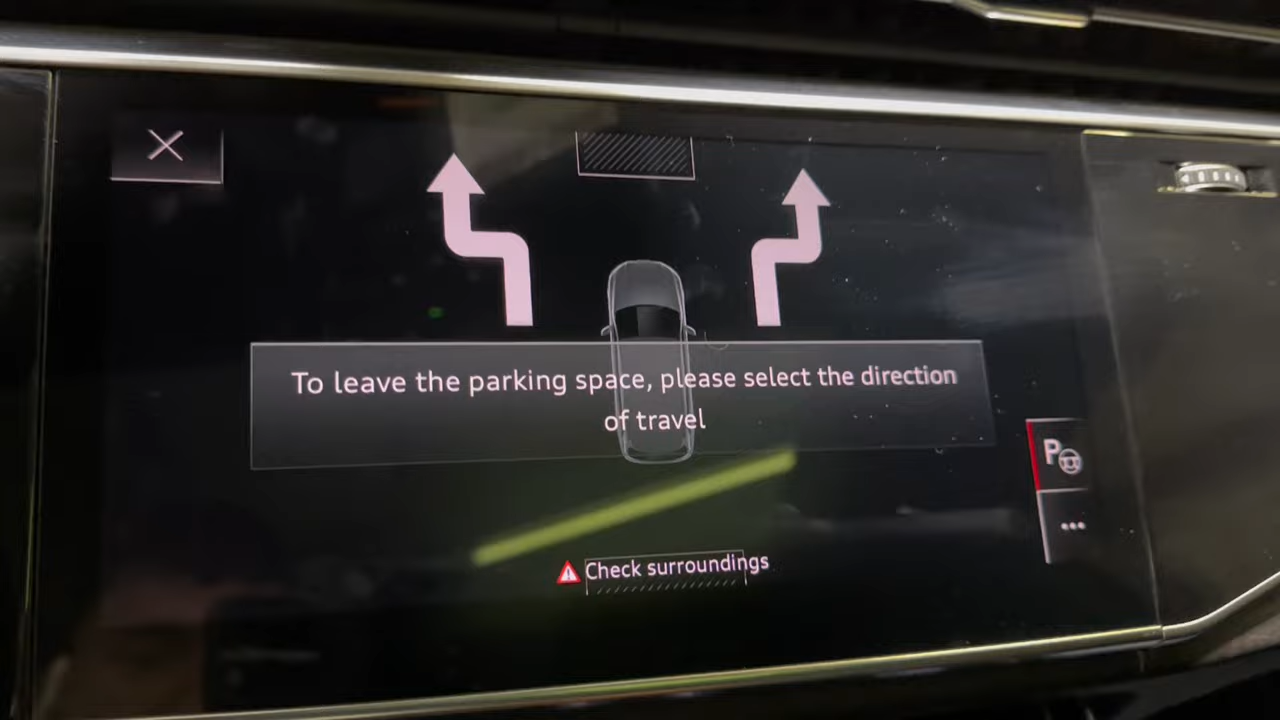 To leave the parking space, please select the direction
of travel
P
Check surroundings